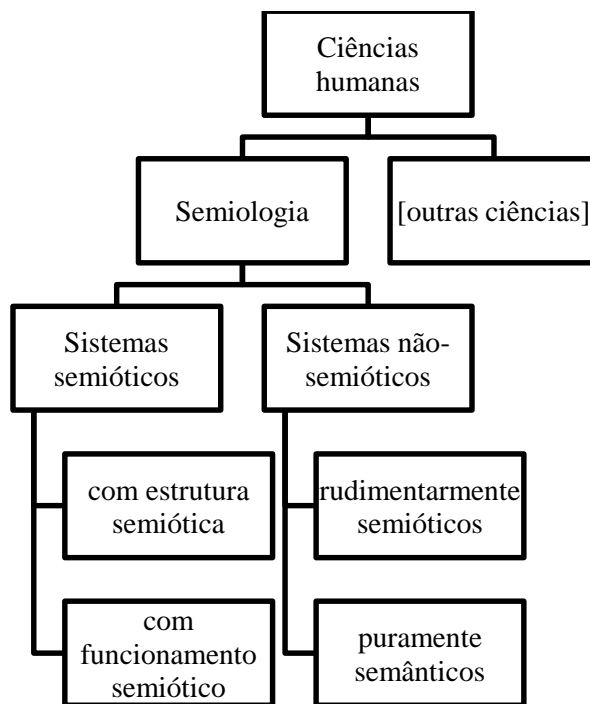 Ciências
humanas
Semiologia
[outras ciências]
Sistemas
semióticos
Sistemas não-
semióticos
com estrutura
semiótica
rudimentarmente
semióticos
com
funcionamento
semiótico
puramente
semânticos